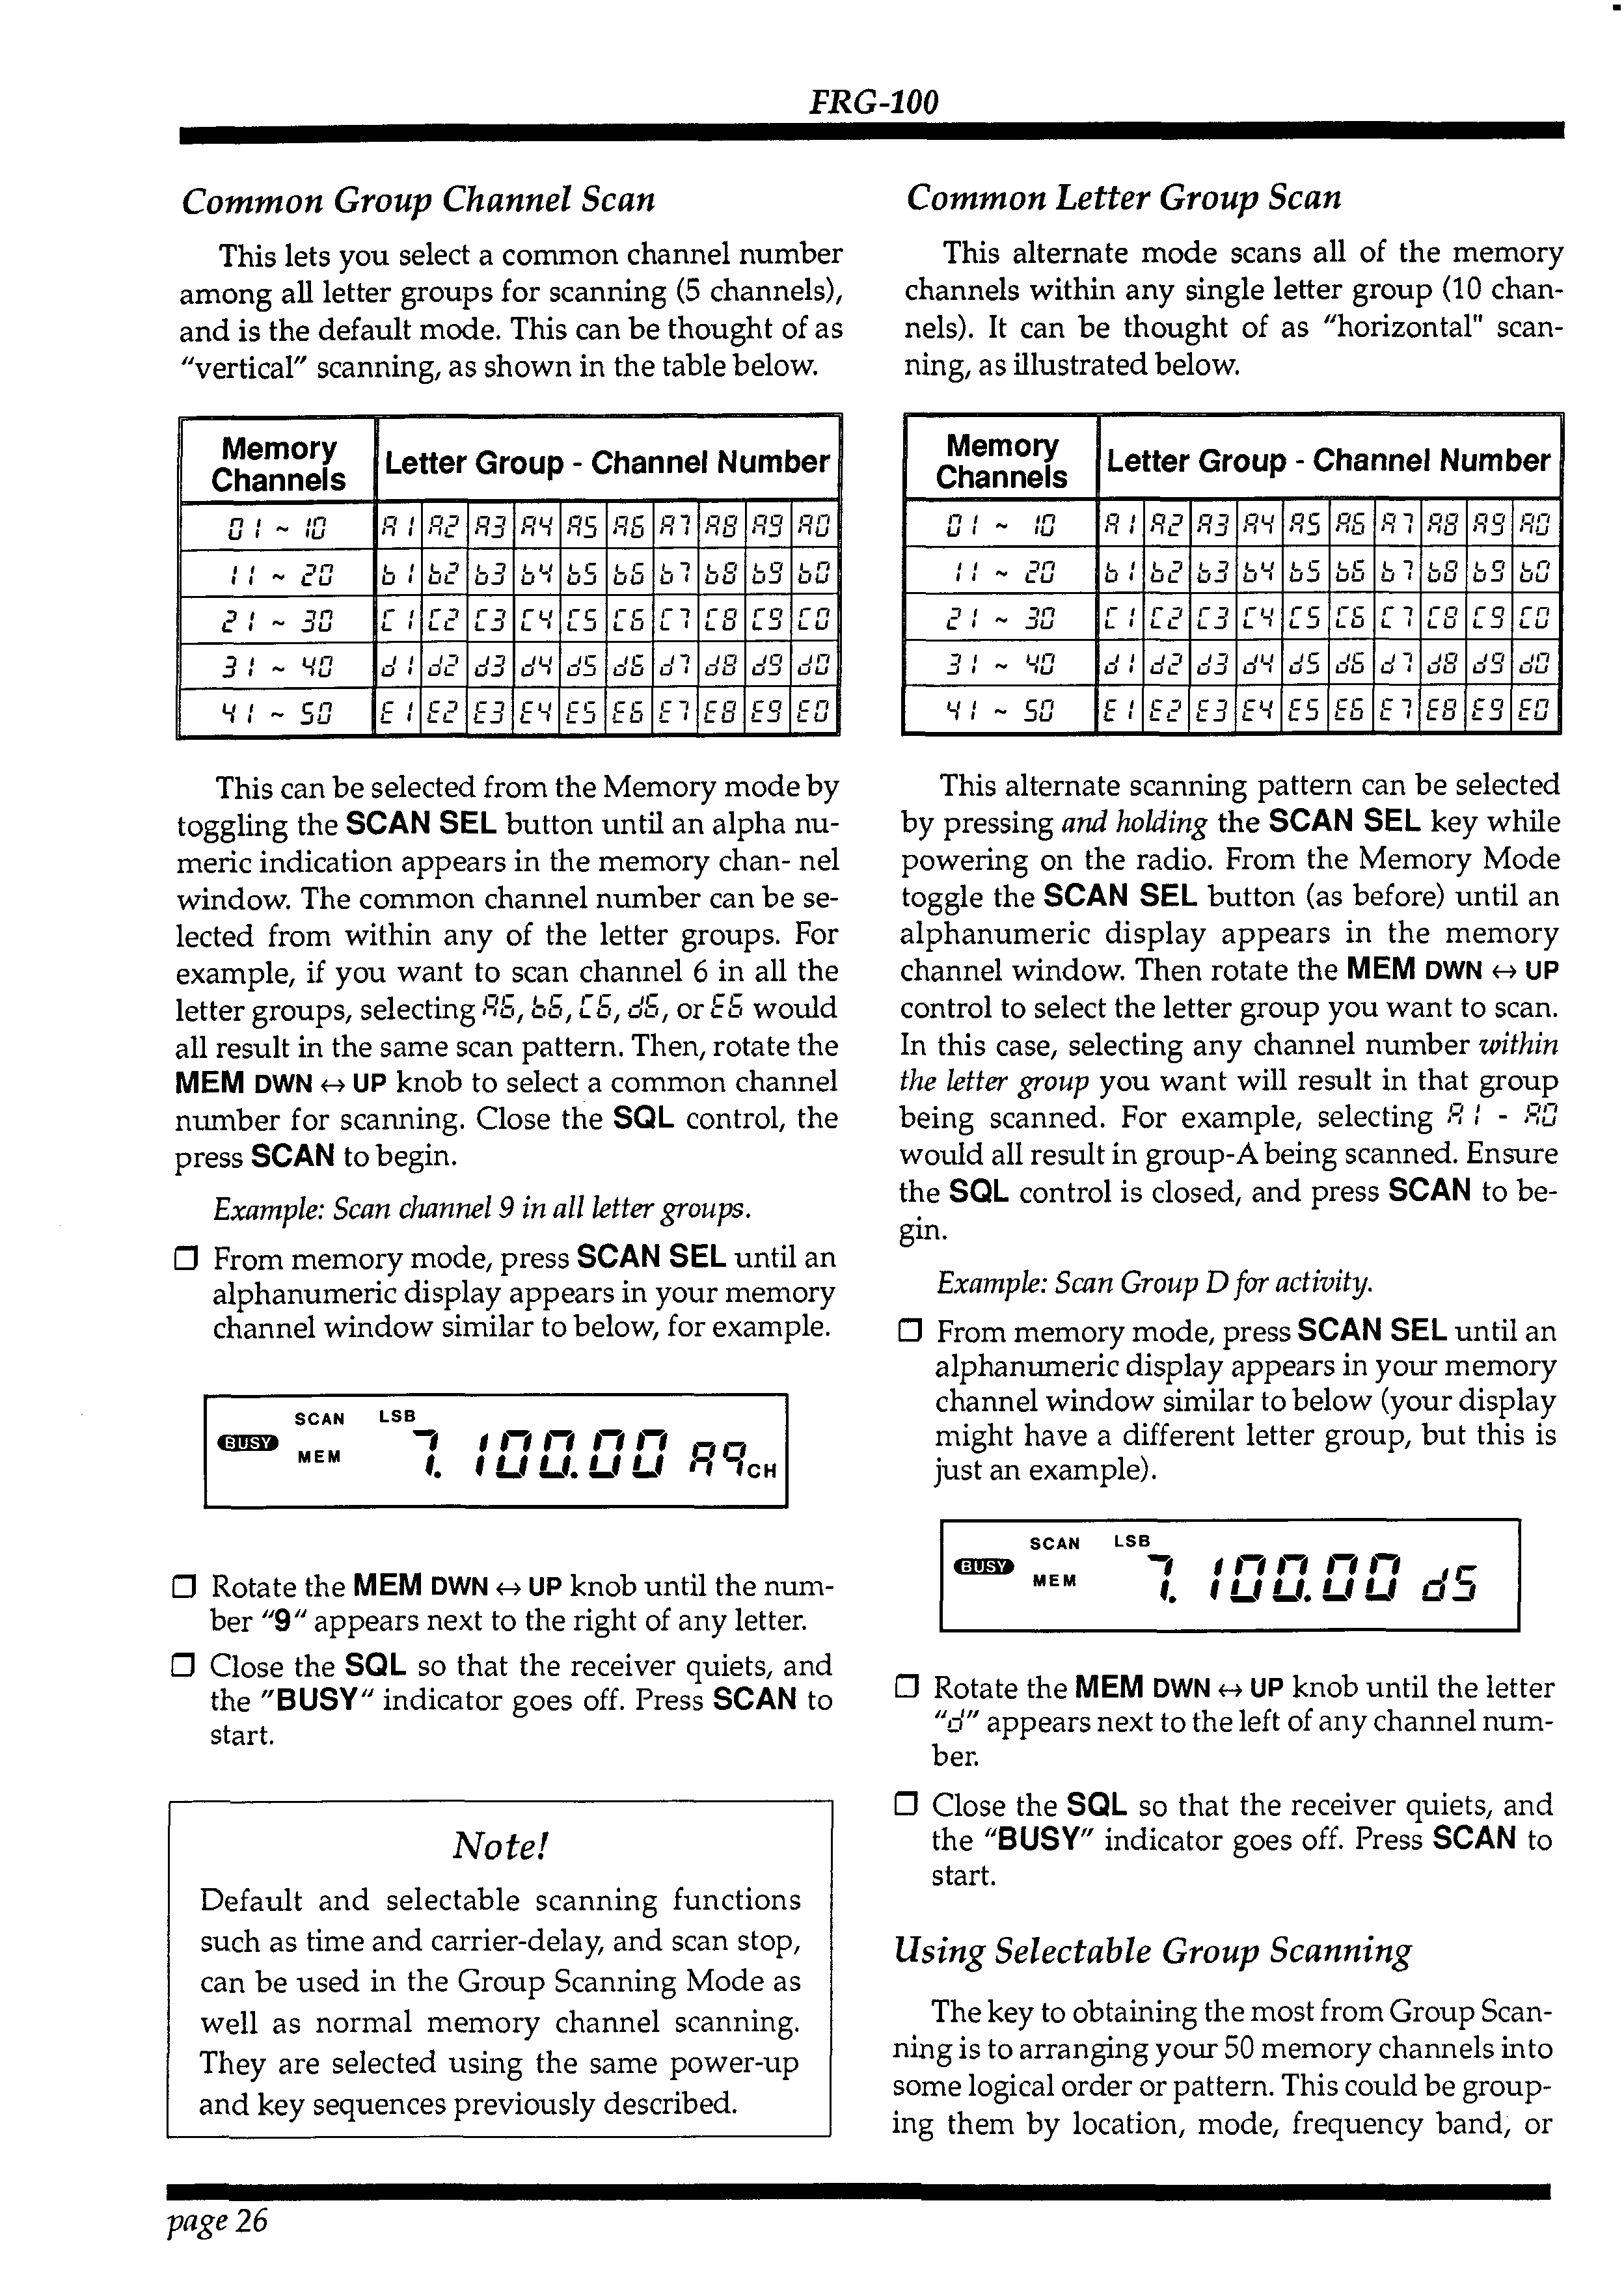 FRG-100
Common Group Channel Scan
This lets you select a common channel number
among all letter groups for scanning (5 channels),
and is the default mode. This can be thought of as
"vertical" scanning, as shown in the table below.
Memory
Channels
Letter Group - Channel Number
01 ~ 10 A1 A2 A3 A4 A5 A6 A7 A8 A9 A0
11 ~ 20 b1 b2 b3 b4 b5 b6 b7 b8 b9 b0
21 ~ 30 C1 C2 C3 C4 C5 C6 C7 C8 C9 C0
31 ~ 40 d1 d2 d3 d4 d5 d6 d7 d8 d9 d0
41 ~ 50 E1 E2 E3 E4 E5 E6 E7 E8 E9 E0
This can be selected from the Memory mode by
toggling the SCAN SEL button until an alpha nu-
meric indication appears in the memory chan- nel
window. The common channel number can be se-
lected from within any of the letter groups. For
example, if you want to scan channel 6 in all the
letter groups, selecting A6, b6, C6, d6, or E6 would
all result in the same scan pattern. Then, rotate the
MEM DWN ↔ UP knob to select a common channel
number for scanning. Close the SQL control, the
press SCAN to begin.
Example: Scan channel 9 in all letter groups.
❐ From memory mode, press SCAN SEL until an
alphanumeric display appears in your memory
channel window similar to below, for example.
SCAN LSB
BUSY MEM 7.100.00 A9 CH
❐ Rotate the MEM DWN ↔ UP knob until the num-
ber "9" appears next to the right of any letter.
❐ Close the SQL so that the receiver quiets, and
the "BUSY" indicator goes off. Press SCAN to
start.
Note!
Default and selectable scanning functions
such as time and carrier-delay, and scan stop,
can be used in the Group Scanning Mode as
well as normal memory channel scanning.
They are selected using the same power-up
and key sequences previously described.
Common Letter Group Scan
This alternate mode scans all of the memory
channels within any single letter group (10 chan-
nels). It can be thought of as "horizontal" scan-
ning, as illustrated below.
Memory
Channels
Letter Group - Channel Number
01 ~ 10 A1 A2 A3 A4 A5 A6 A7 A8 A9 A0
11 ~ 20 b1 b2 b3 b4 b5 b6 b7 b8 b9 b0
21 ~ 30 C1 C2 C3 C4 C5 C6 C7 C8 C9 C0
31 ~ 40 d1 d2 d3 d4 d5 d6 d7 d8 d9 d0
41 ~ 50 E1 E2 E3 E4 E5 E6 E7 E8 E9 E0
This alternate scanning pattern can be selected
by pressing and holding the SCAN SEL key while
powering on the radio. From the Memory Mode
toggle the SCAN SEL button (as before) until an
alphanumeric display appears in the memory
channel window. Then rotate the MEM DWN ↔ UP
control to select the letter group you want to scan.
In this case, selecting any channel number within
the letter group you want will result in that group
being scanned. For example, selecting A1 - A0
would all result in group-A being scanned. Ensure
the SQL control is closed, and press SCAN to be-
gin.
Example: Scan Group D for activity.
❐ From memory mode, press SCAN SEL until an
alphanumeric display appears in your memory
channel window similar to below (your display
might have a different letter group, but this is
just an example).
SCAN LSB
BUSY MEM 7.100.00 d5
❐ Rotate the MEM DWN ↔ UP knob until the letter
"d" appears next to the left of any channel num-
ber.
❐ Close the SQL so that the receiver quiets, and
the "BUSY" indicator goes off. Press SCAN to
start.
Using Selectable Group Scanning
The key to obtaining the most from Group Scan-
ning is to arranging your 50 memory channels into
some logical order or pattern. This could be group-
ing them by location, mode, frequency band, or
page 26